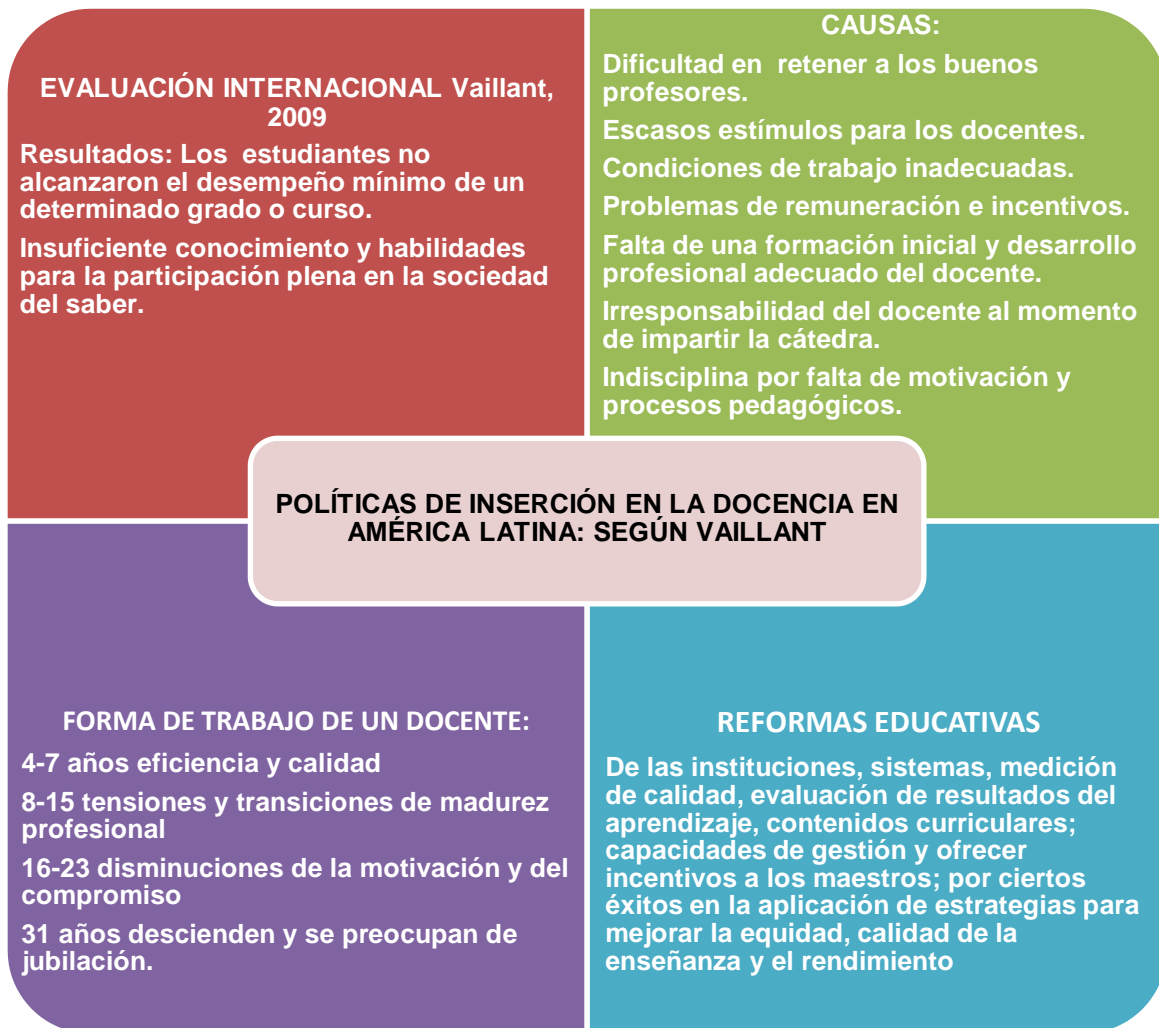 EVALUACIÓN INTERNACIONAL Vaillant,
2009
Resultados: Los estudiantes no
alcanzaron el desempeño mínimo de un
determinado grado o curso.
Insuficiente conocimiento y habilidades
para la participación plena en la sociedad
del saber.
CAUSAS:
Dificultad en retener a los buenos
profesores.
Escasos estímulos para los docentes.
Condiciones de trabajo inadecuadas.
Problemas de remuneración e incentivos.
Falta de una formación inicial y desarrollo
profesional adecuado del docente.
Irresponsabilidad del docente al momento
de impartir la cátedra.
Indisciplina por falta de motivación y
procesos pedagógicos.
POLÍTICAS DE INSERCIÓN EN LA DOCENCIA EN
AMÉRICA LATINA: SEGÚN VAILLANT
FORMA DE TRABAJO DE UN DOCENTE:
4-7 años eficiencia y calidad
8-15 tensiones y transiciones de madurez
profesional
16-23 disminuciones de la motivación y del
compromiso
31 años descienden y se preocupan de
jubilación.
REFORMAS EDUCATIVAS
De las instituciones, sistemas, medición
de calidad, evaluación de resultados del
aprendizaje, contenidos curriculares;
capacidades de gestión y ofrecer
incentivos a los maestros; por ciertos
éxitos en la aplicación de estrategias para
mejorar la equidad, calidad de la
enseñanza y el rendimiento